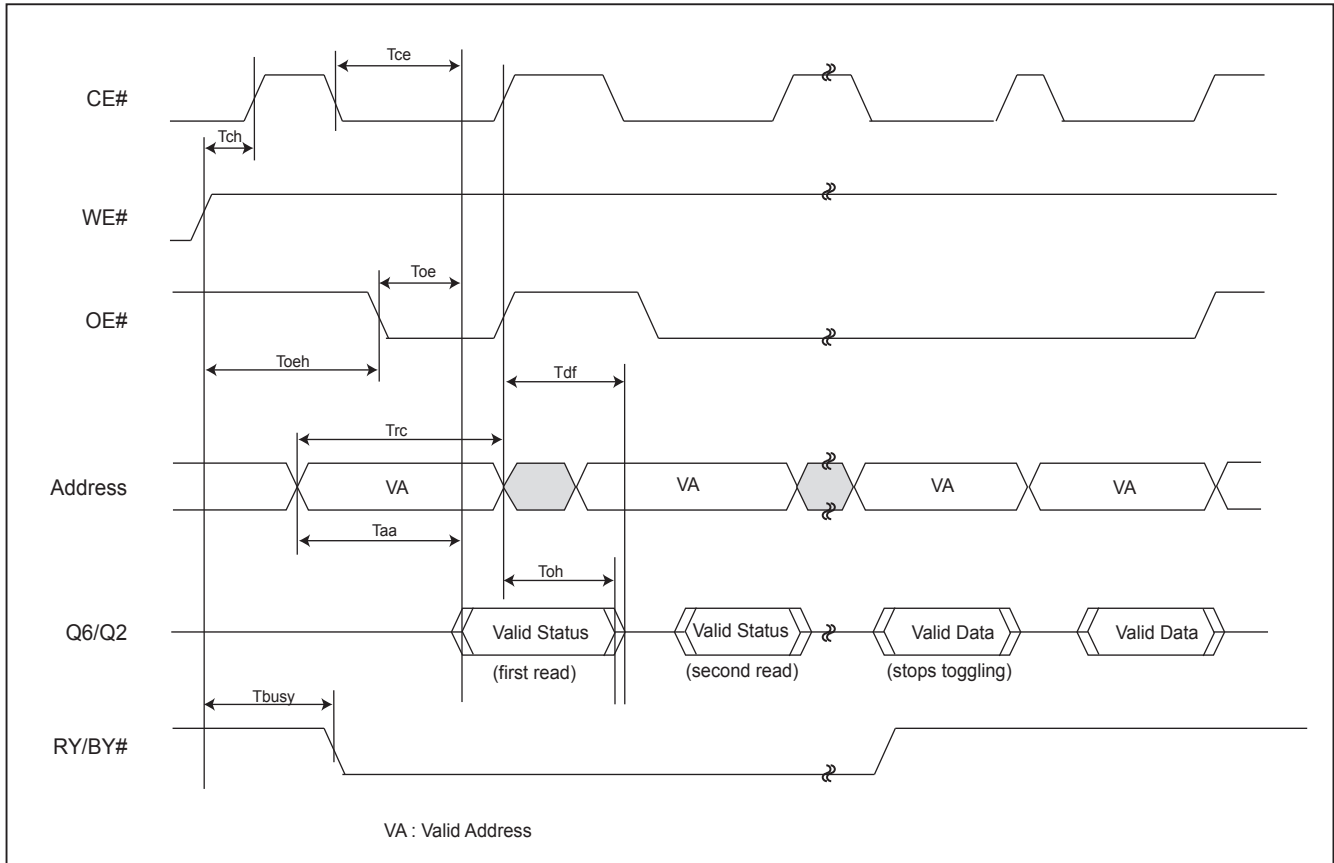 Tce
CE#
Tch
WE#
Toe
OE#
Toeh
Tdf
Trc
Address
VA
VA
VA
VA
Taa
Toh
Q6/Q2
Valid Status
Valid Status
Valid Data
Valid Data
(first read)
(second read)
(stops toggling)
Tbusy
RY/BY#
VA : Valid Address